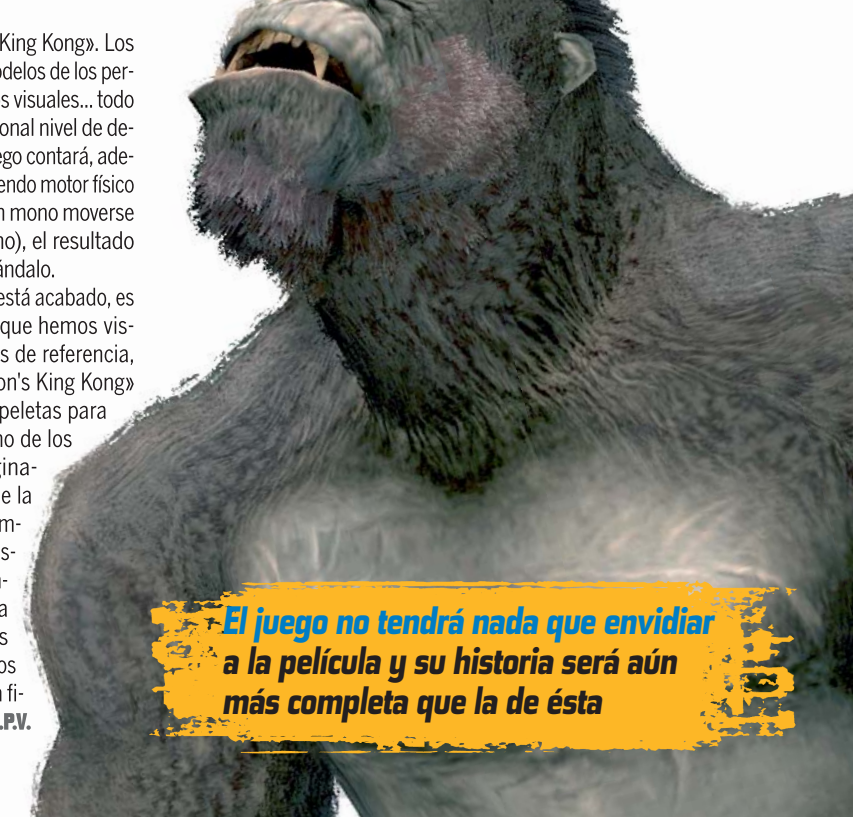 King Kong». Los
odelos de los per-
s visuales... todo
onal nivel de de-
ego contará, ade-
endo motor físico
n mono moverse
no), el resultado
ándalo.
está acabado, es
que hemos vis-
s de referencia,
on's King Kong»
peletas para
no de los
gina-
e la
m-
s-
a
s
os
fi-
.P.V.
El juego no tendrá nada que envidiar
a la película y su historia será aún
más completa que la de ésta